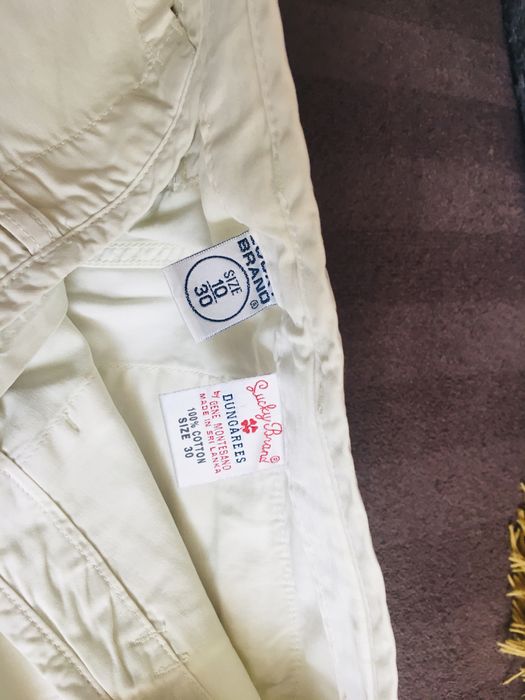 BRAND®
SIZE
10
30
Lucky Brand®
DUNGAREES
by GENE MONTESANO
MADE IN SRI LANKA
100% COTTON
SIZE 30